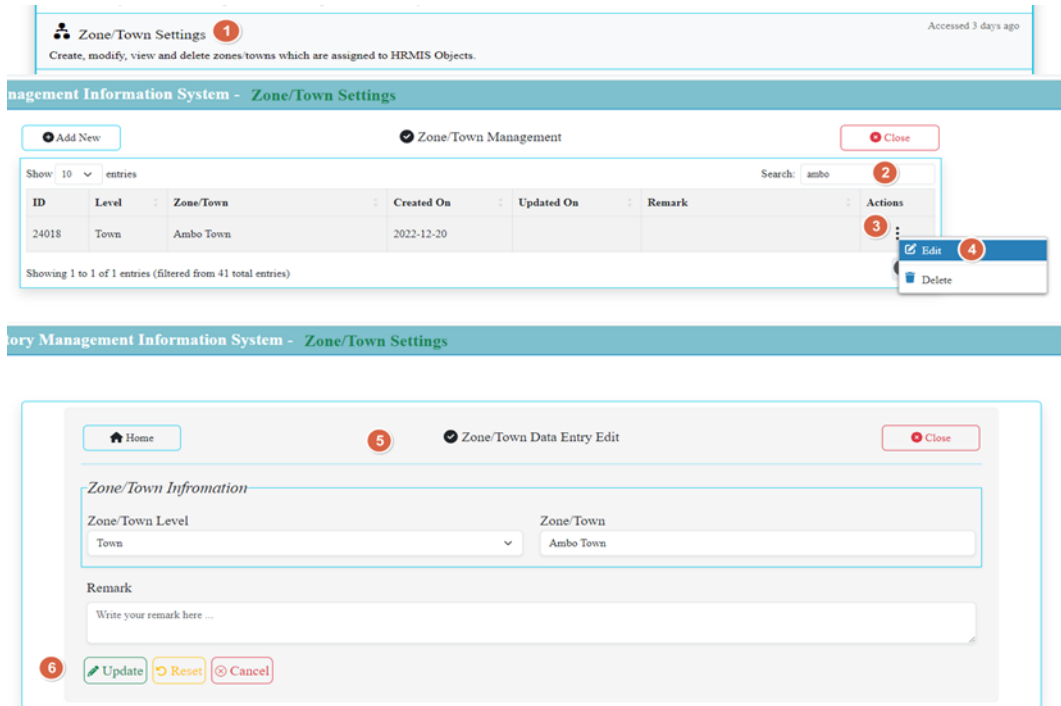 Zone/Town Settings 1
Accessed 3 days ago
Create, modify, view and delete zones/towns which are assigned to HRMIS Objects.
nagement Information System - Zone/Town Settings
Add New
Zone/Town Management
Close
Show 10 entries
Search: ambo 2
ID Level Zone/Town Created On Updated On Remark Actions
24018 Town Ambo Town 2022-12-20 3
Edit 4
Showing 1 to 1 of 1 entries (filtered from 41 total entries)
Delete
tory Management Information System - Zone/Town Settings
Home 5 Zone/Town Data Entry Edit Close
Zone/Town Infromation
Zone/Town Level Zone/Town
Town Ambo Town
Remark
Write your remark here ...
6 Update Reset Cancel